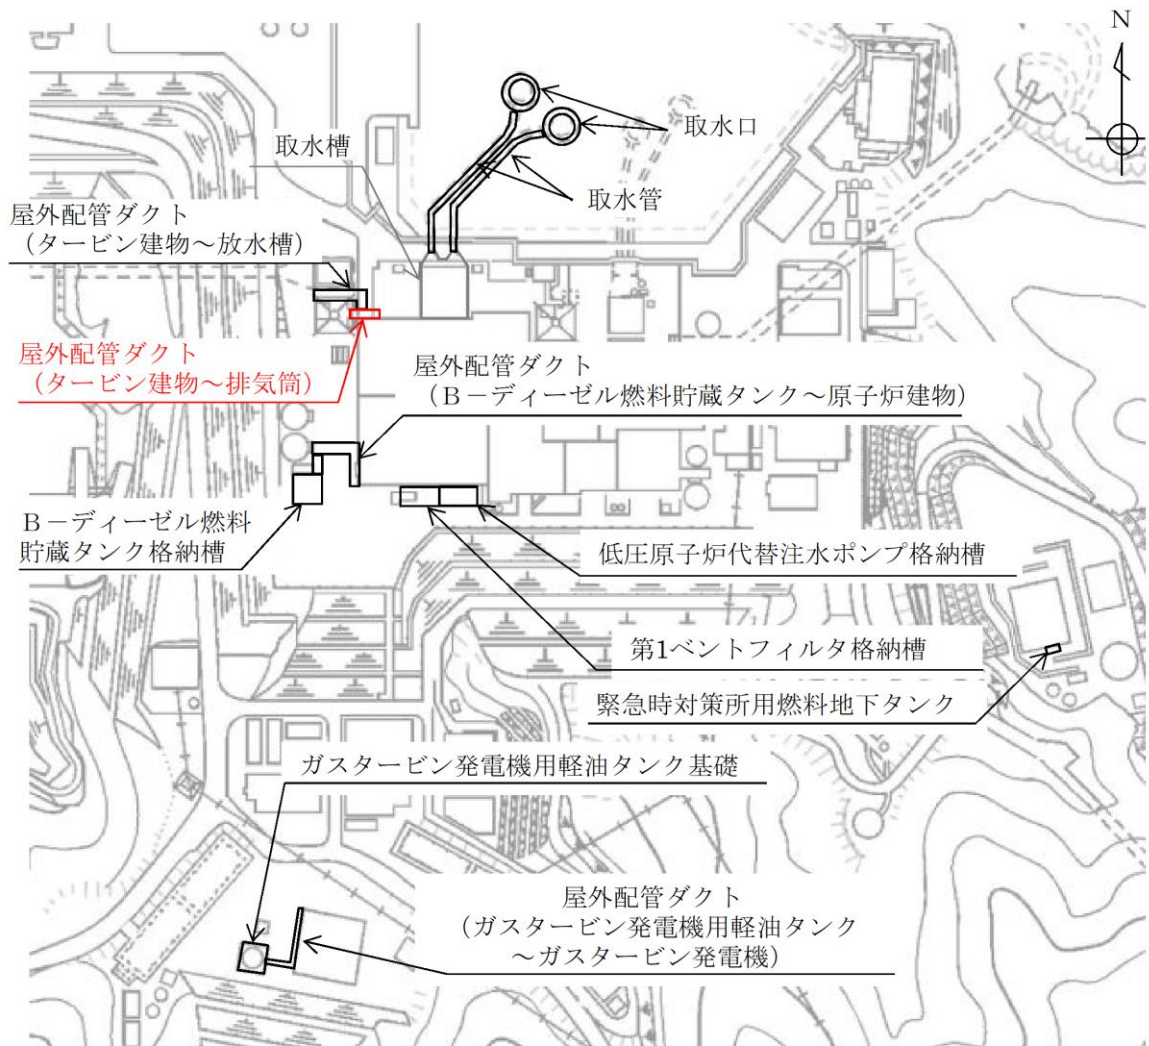 N
取水口
取水槽
取水管
屋外配管ダクト
（タービン建物～放水槽）
屋外配管ダクト
（タービン建物～排気筒）
屋外配管ダクト
（Ｂ－ディーゼル燃料貯蔵タンク～原子炉建物）
Ｂ－ディーゼル燃料
貯蔵タンク格納槽
低圧原子炉代替注水ポンプ格納槽
第1ベントフィルタ格納槽
緊急時対策所用燃料地下タンク
ガスタービン発電機用軽油タンク基礎
屋外配管ダクト
（ガスタービン発電機用軽油タンク
～ガスタービン発電機）